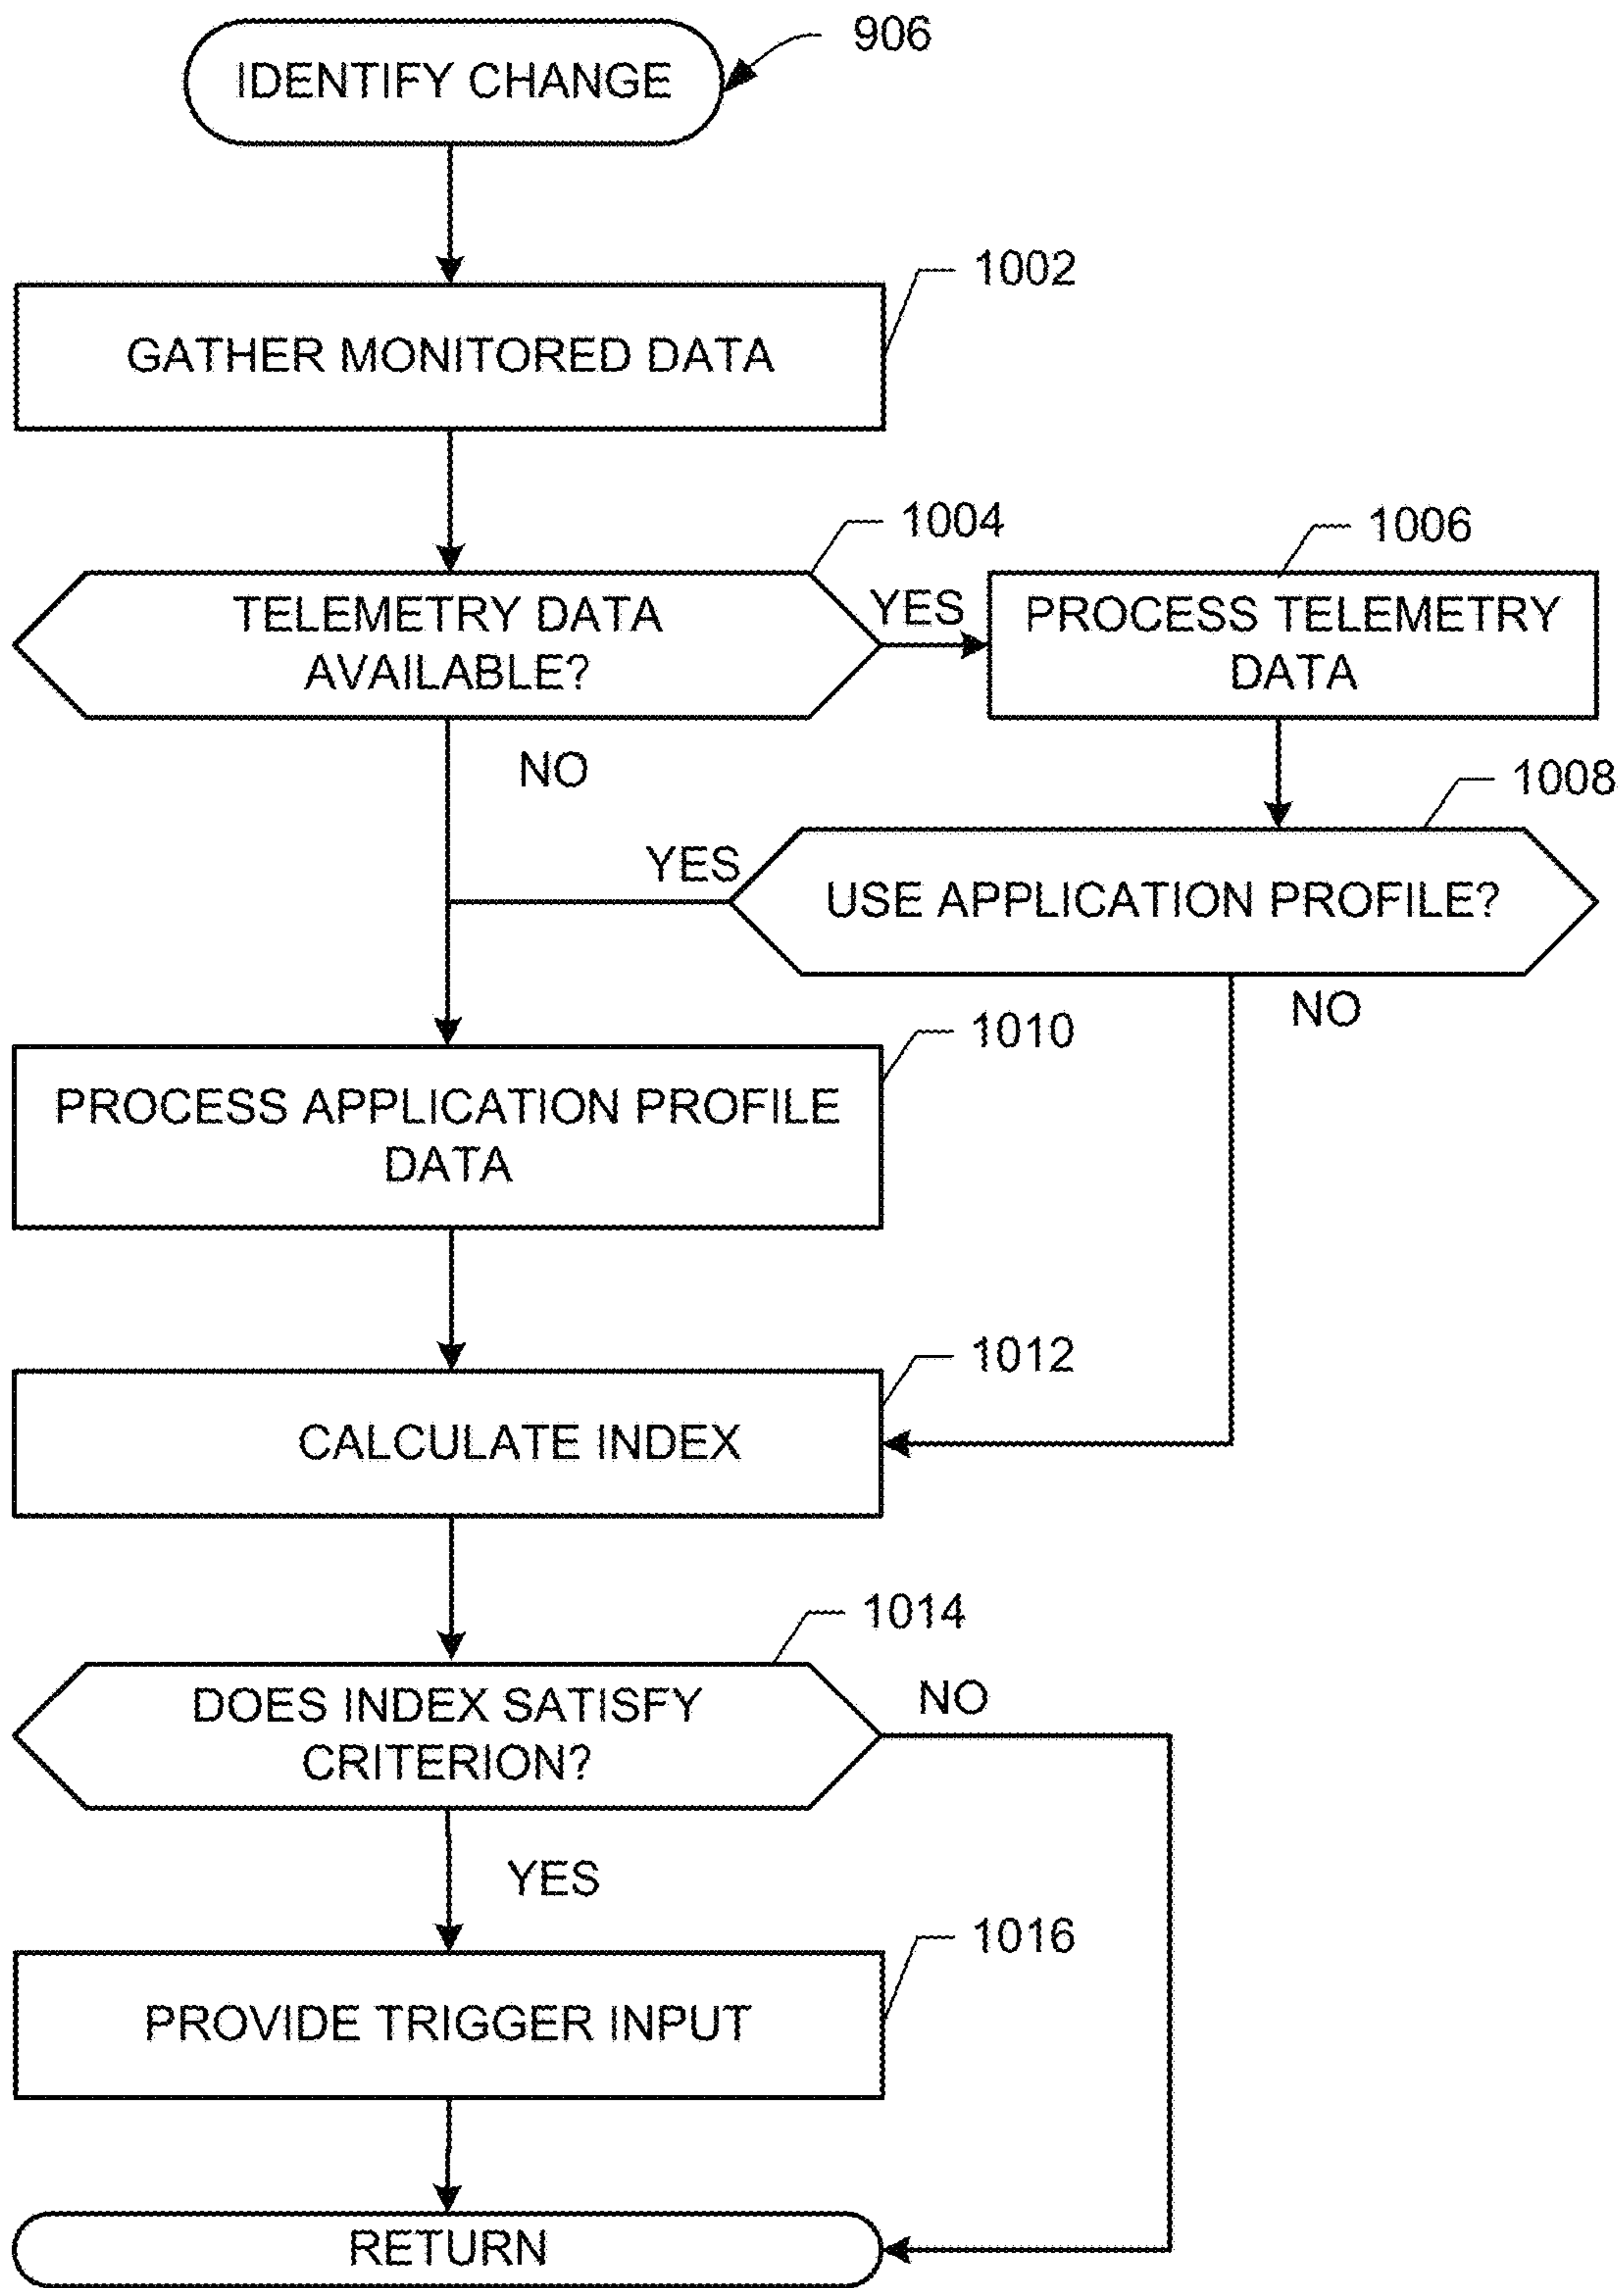 IDENTIFY CHANGE
906
1002
GATHER MONITORED DATA
1004
TELEMETRY DATA
AVAILABLE?
YES
1006
PROCESS TELEMETRY
DATA
NO
1008
YES
USE APPLICATION PROFILE?
NO
1010
PROCESS APPLICATION PROFILE
DATA
1012
CALCULATE INDEX
1014
DOES INDEX SATISFY
CRITERION?
NO
YES
1016
PROVIDE TRIGGER INPUT
RETURN